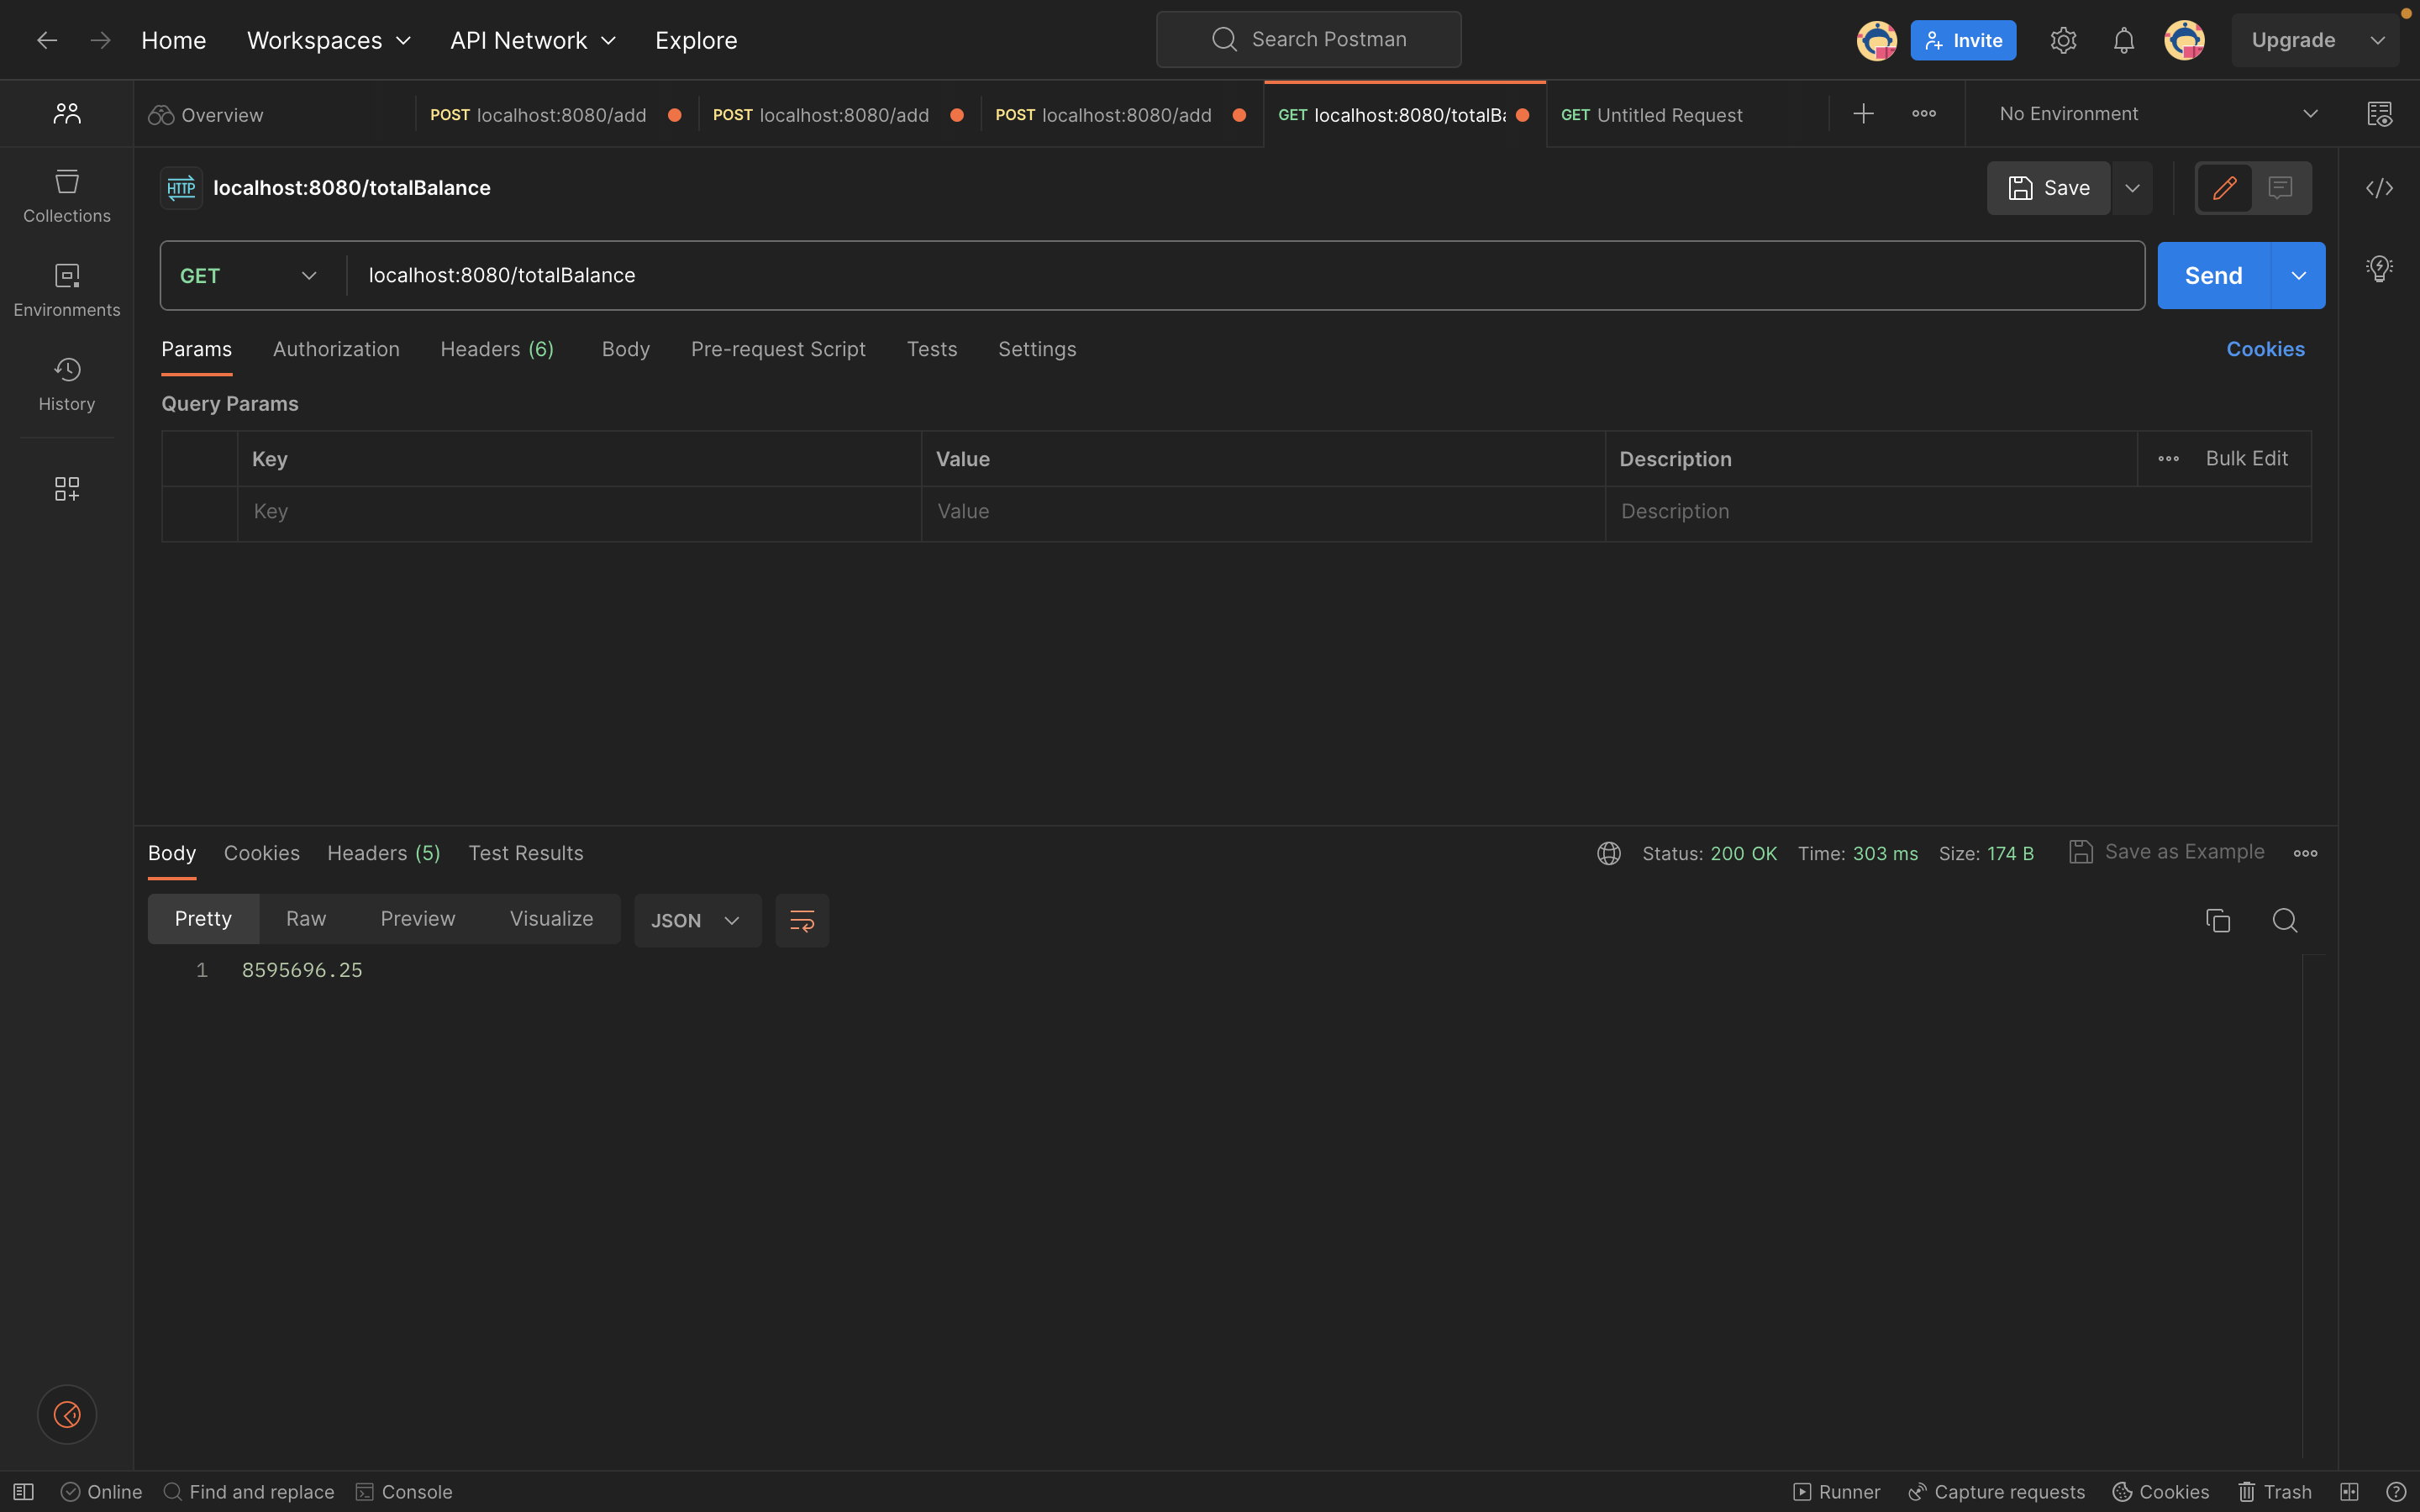 Home Workspaces API Network Explore Search Postman Invite Upgrade
Overview POST localhost:8080/add POST localhost:8080/add POST localhost:8080/add GET localhost:8080/totalBa GET Untitled Request No Environment
HTTP localhost:8080/totalBalance Save
Collections
GET localhost:8080/totalBalance Send
Environments
Params Authorization Headers (6) Body Pre-request Script Tests Settings Cookies
History
Query Params
Key Value Description Bulk Edit
Key Value Description
Body Cookies Headers (5) Test Results Status: 200 OK Time: 303 ms Size: 174 B Save as Example
Pretty Raw Preview Visualize JSON
1 8595696.25
Online Find and replace Console Runner Capture requests Cookies Trash